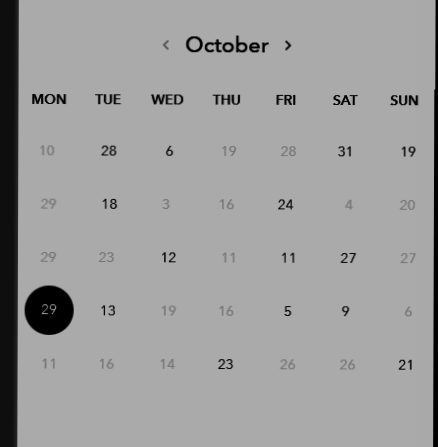 ‹ October ›
MON TUE WED THU FRI SAT SUN
10 28 6 19 28 31 19
29 18 3 16 24 4 20
29 23 12 11 11 27 27
29 13 19 16 5 9 6
11 16 14 23 26 26 21